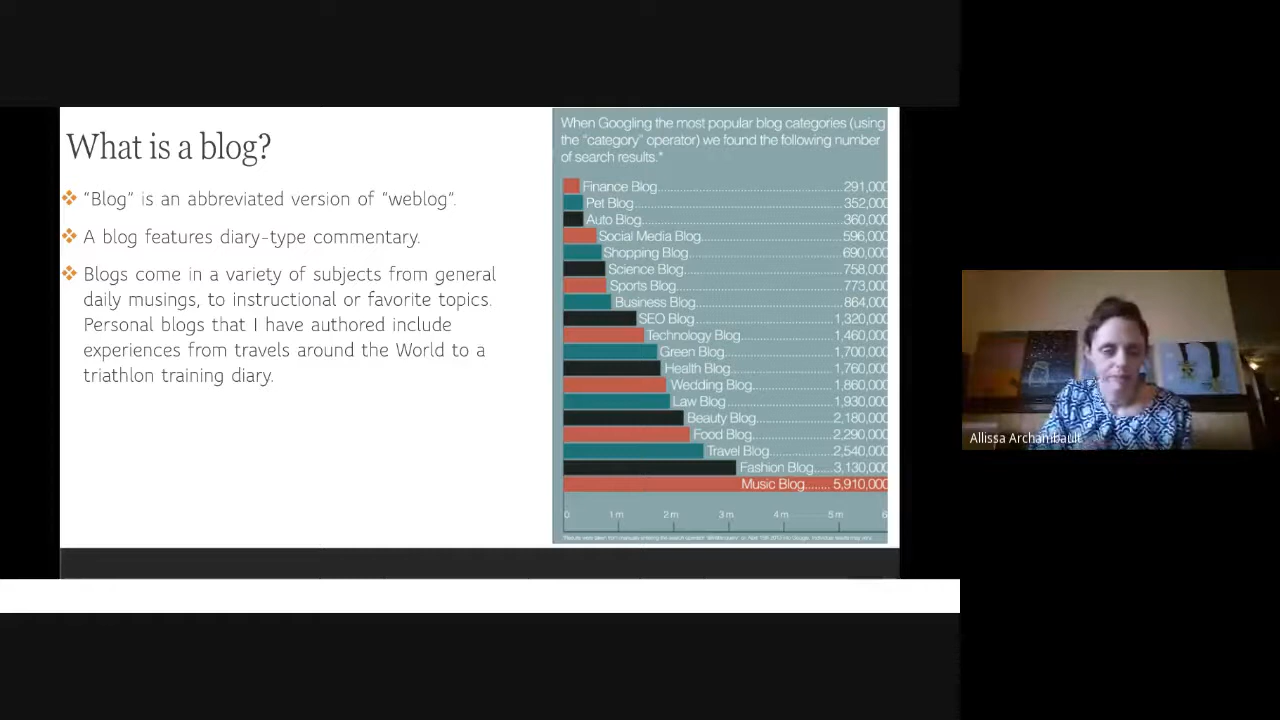 What is a blog?
“Blog” is an abbreviated version of “weblog”.
A blog features diary-type commentary.
Blogs come in a variety of subjects from general
daily musings, to instructional or favorite topics.
Personal blogs that I have authored include
experiences from travels around the World to a
triathlon training diary.
When Googling the most popular blog categories (using
the “category” operator) we found the following number
of search results.*
Finance Blog 291,000
Pet Blog 352,000
Auto Blog 360,000
Social Media Blog 596,000
Shopping Blog 690,000
Science Blog 758,000
Sports Blog 773,000
Business Blog 864,000
SEO Blog 1,320,000
Technology Blog 1,460,000
Green Blog 1,700,000
Health Blog 1,760,000
Wedding Blog 1,860,000
Law Blog 1,930,000
Beauty Blog 2,180,000
Food Blog 2,290,000
Travel Blog 2,540,000
Fashion Blog 3,130,000
Music Blog 5,910,000
0 1m 2m 3m 4m 5m 6
Allissa Archambault